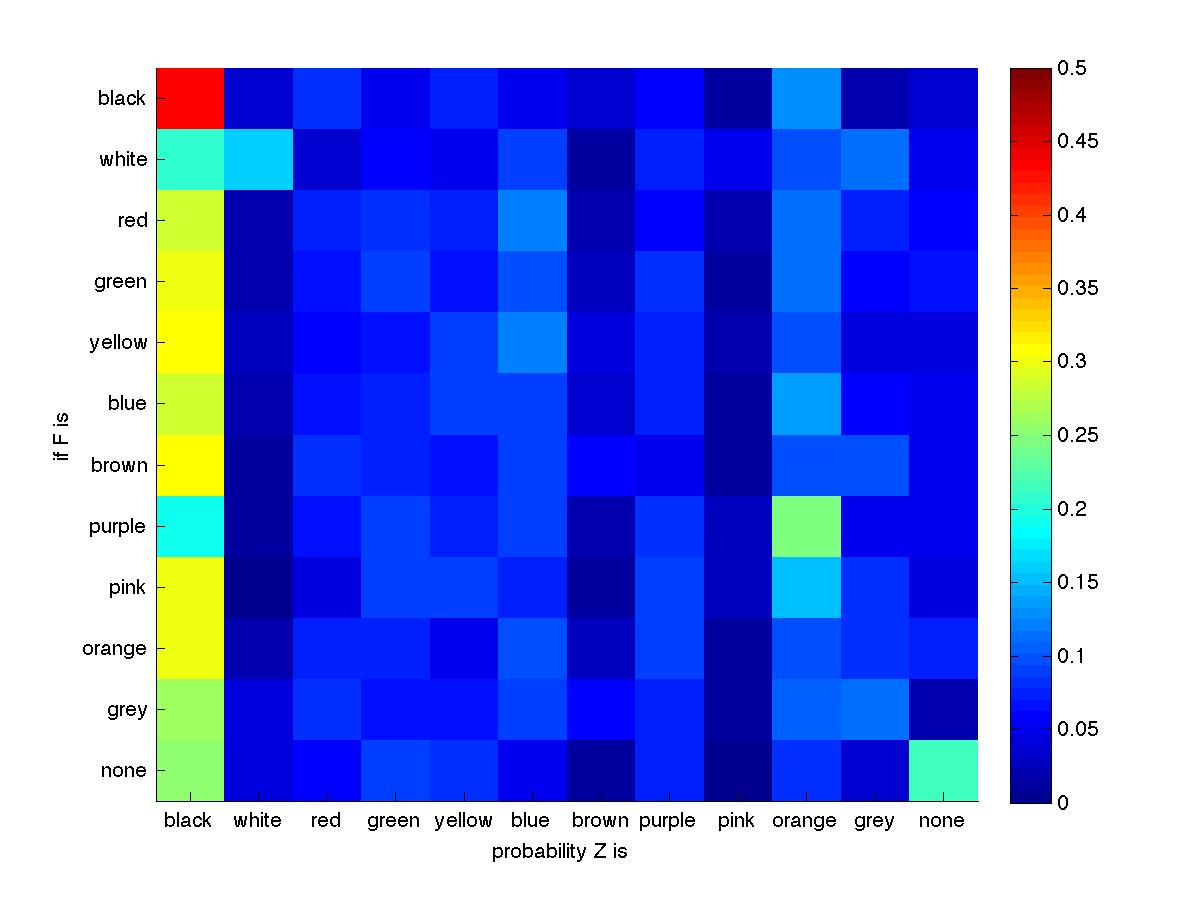 black
white
red
green
yellow
blue
brown
purple
pink
orange
grey
none
if F is
black white red green yellow blue brown purple pink orange grey none
probability Z is
0.5
0.45
0.4
0.35
0.3
0.25
0.2
0.15
0.1
0.05
0